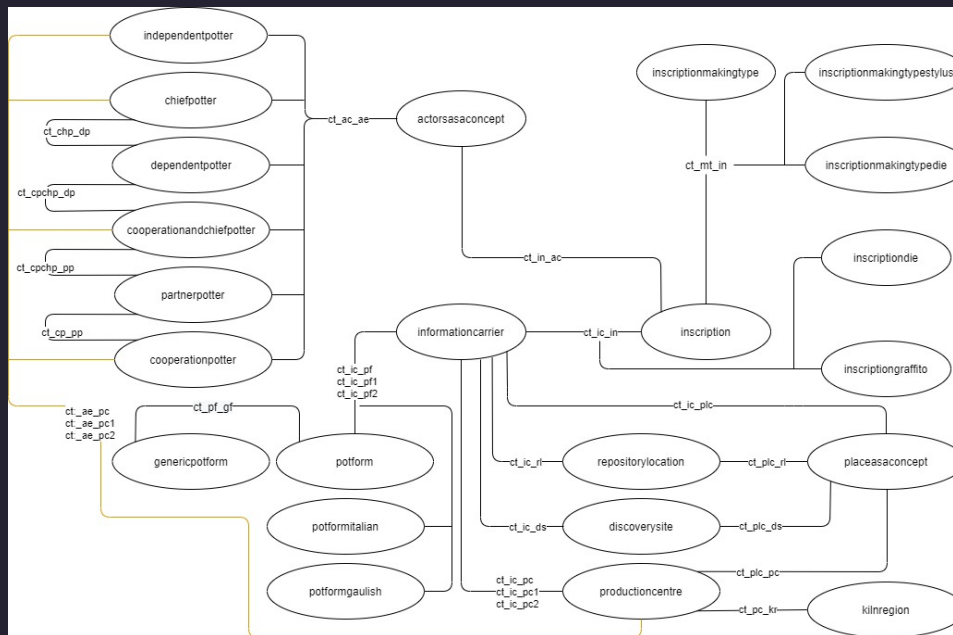 independentpotter
chiefpotter
ct_chp_dp
dependentpotter
ct_cpchp_dp
cooperationandchiefpotter
ct_cpchp_pp
partnerpotter
ct_cp_pp
cooperationpotter
ct_ac_ae
actorsasaconcept
inscriptionmakingtype
inscriptionmakingtypestylus
ct_mt_in
inscriptionmakingtypedie
ct_in_ac
inscriptiondie
informationcarrier
ct_ic_in
inscription
inscriptiongraffito
ct_ic_pf
ct_ic_pf1
ct_ic_pf2
ct_ic_plc
ct_ae_pc
ct_ae_pc1
ct_ae_pc2
ct_pf_gf
genericpotform
potform
ct_ic_rl
repositorylocation
ct_plc_rl
placeasaconcept
potformitalian
ct_ic_ds
discoverysite
ct_plc_ds
potformgaulish
ct_ic_pc
ct_ic_pc1
ct_ic_pc2
productioncentre
ct_plc_pc
ct_pc_kr
kilnregion